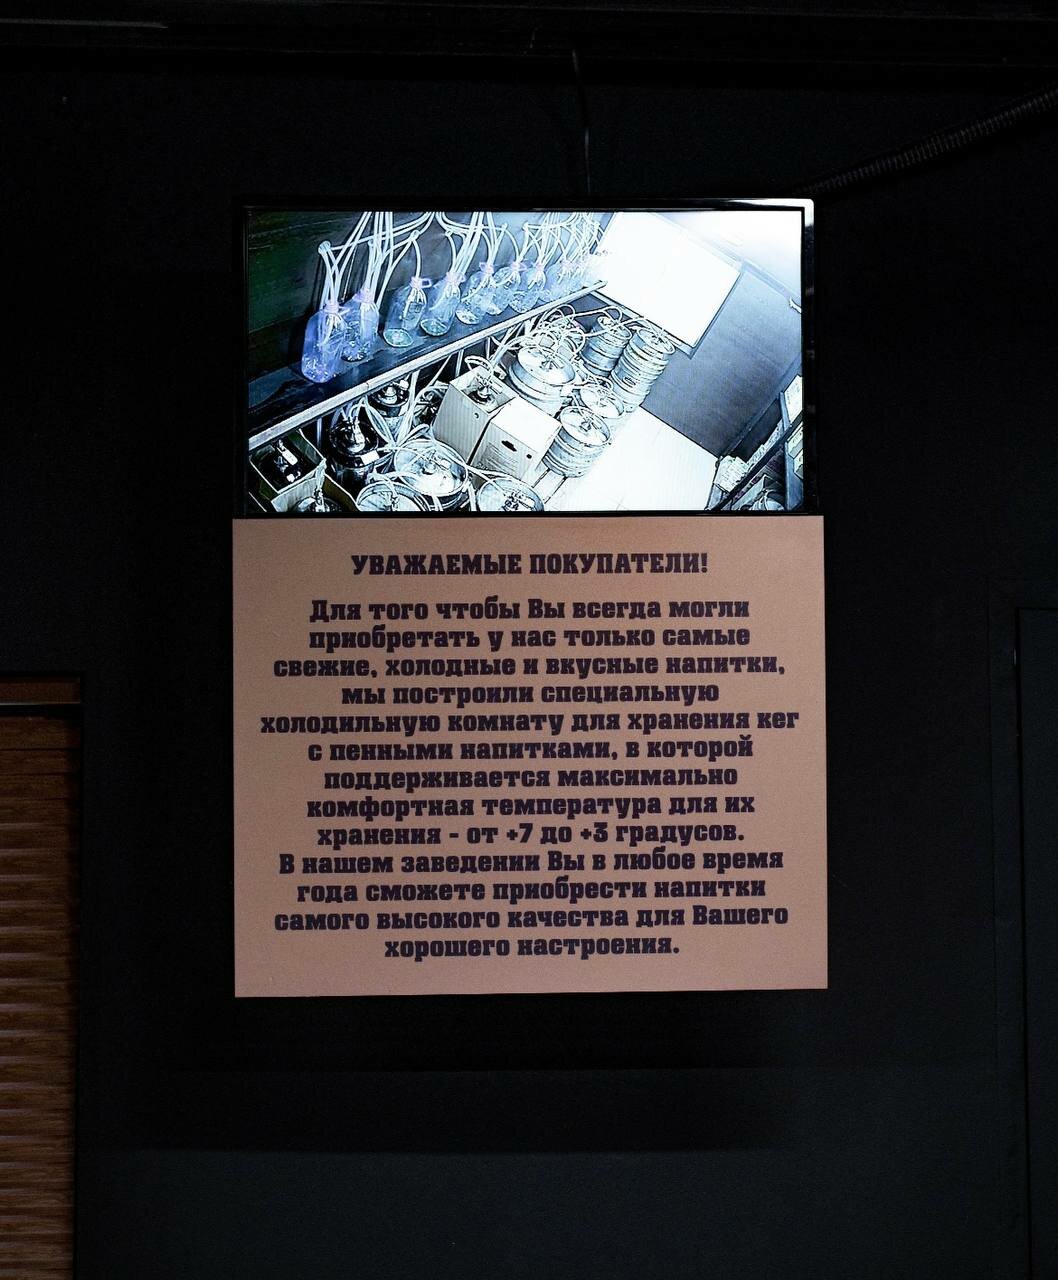 УВАЖАЕМЫЕ ПОКУПАТЕЛИ!
Для того чтобы Вы всегда могли
приобретать у нас только самые
свежие, холодные и вкусные напитки,
мы построили специальную
холодильную комнату для хранения кег
с пенными напитками, в которой
поддерживается максимально
комфортная температура для их
хранения - от +7 до +3 градусов.
В нашем заведении Вы в любое время
года сможете приобрести напитки
самого высокого качества для Вашего
хорошего настроения.